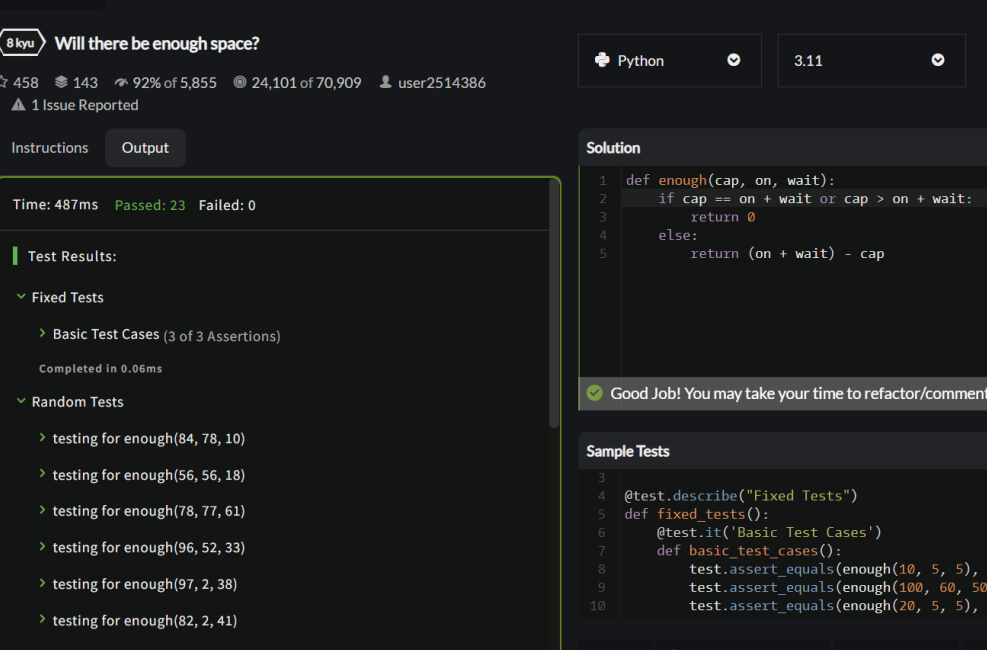 8 kyu Will there be enough space?
458 143 92% of 5,855 24,101 of 70,909 user2514386
1 Issue Reported
Instructions Output
Time: 487ms Passed: 23 Failed: 0
Test Results:
Fixed Tests
Basic Test Cases (3 of 3 Assertions)
Completed in 0.06ms
Random Tests
testing for enough(84, 78, 10)
testing for enough(56, 56, 18)
testing for enough(78, 77, 61)
testing for enough(96, 52, 33)
testing for enough(97, 2, 38)
testing for enough(82, 2, 41)
Python 3.11
Solution
1 def enough(cap, on, wait):
2 if cap == on + wait or cap > on + wait:
3 return 0
4 else:
5 return (on + wait) - cap
Good Job! You may take your time to refactor/comment
Sample Tests
3
4 @test.describe("Fixed Tests")
5 def fixed_tests():
6 @test.it('Basic Test Cases')
7 def basic_test_cases():
8 test.assert_equals(enough(10, 5, 5),
9 test.assert_equals(enough(100, 60, 50
10 test.assert_equals(enough(20, 5, 5),